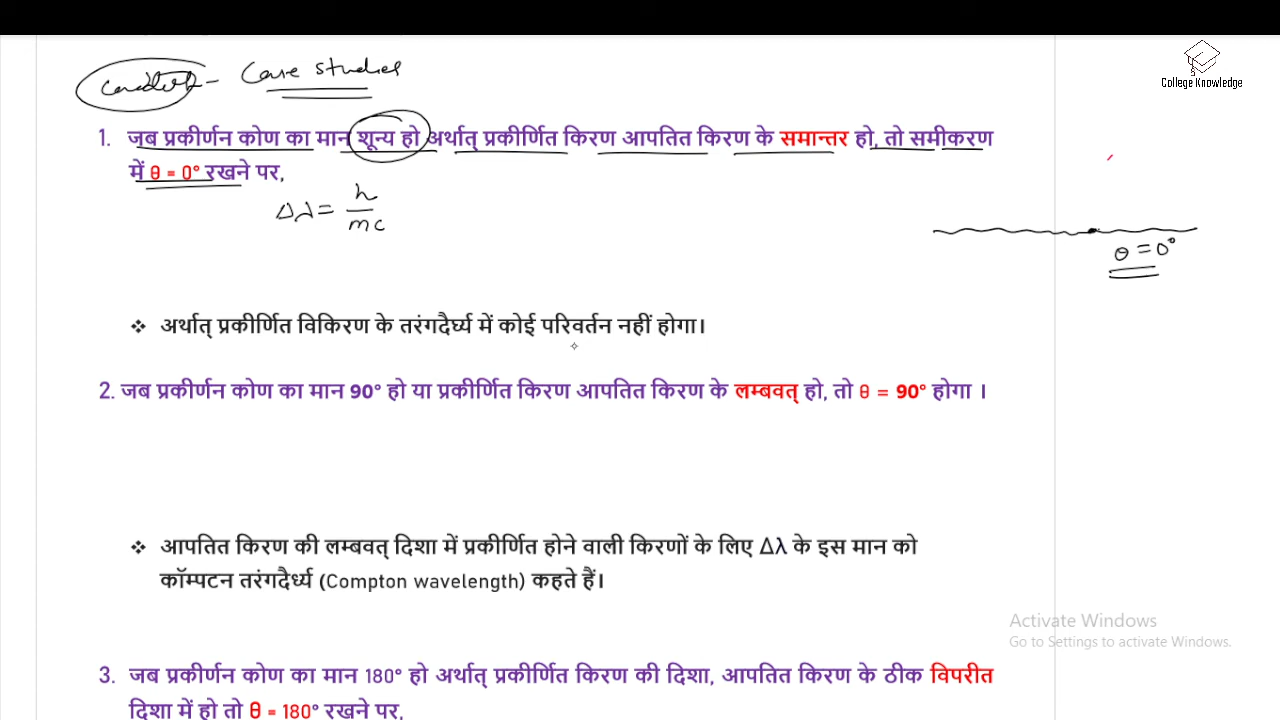 Case studies
College Knowledge
1. जब प्रकीर्णन कोण का मान शून्य हो अर्थात् प्रकीर्णित किरण आपतित किरण के समान्तर हो, तो समीकरण
में θ = 0° रखने पर,
Δλ = h/mc
θ = 0°
❖ अर्थात् प्रकीर्णित विकिरण के तरंगदैर्घ्य में कोई परिवर्तन नहीं होगा।
2. जब प्रकीर्णन कोण का मान 90° हो या प्रकीर्णित किरण आपतित किरण के लम्बवत् हो, तो θ = 90° होगा ।
❖ आपतित किरण की लम्बवत् दिशा में प्रकीर्णित होने वाली किरणों के लिए Δλ के इस मान को
कॉम्पटन तरंगदैर्ध्य (Compton wavelength) कहते हैं।
Activate Windows
Go to Settings to activate Windows.
3. जब प्रकीर्णन कोण का मान 180° हो अर्थात् प्रकीर्णित किरण की दिशा, आपतित किरण के ठीक विपरीत
दिशा में हो तो θ = 180° रखने पर,